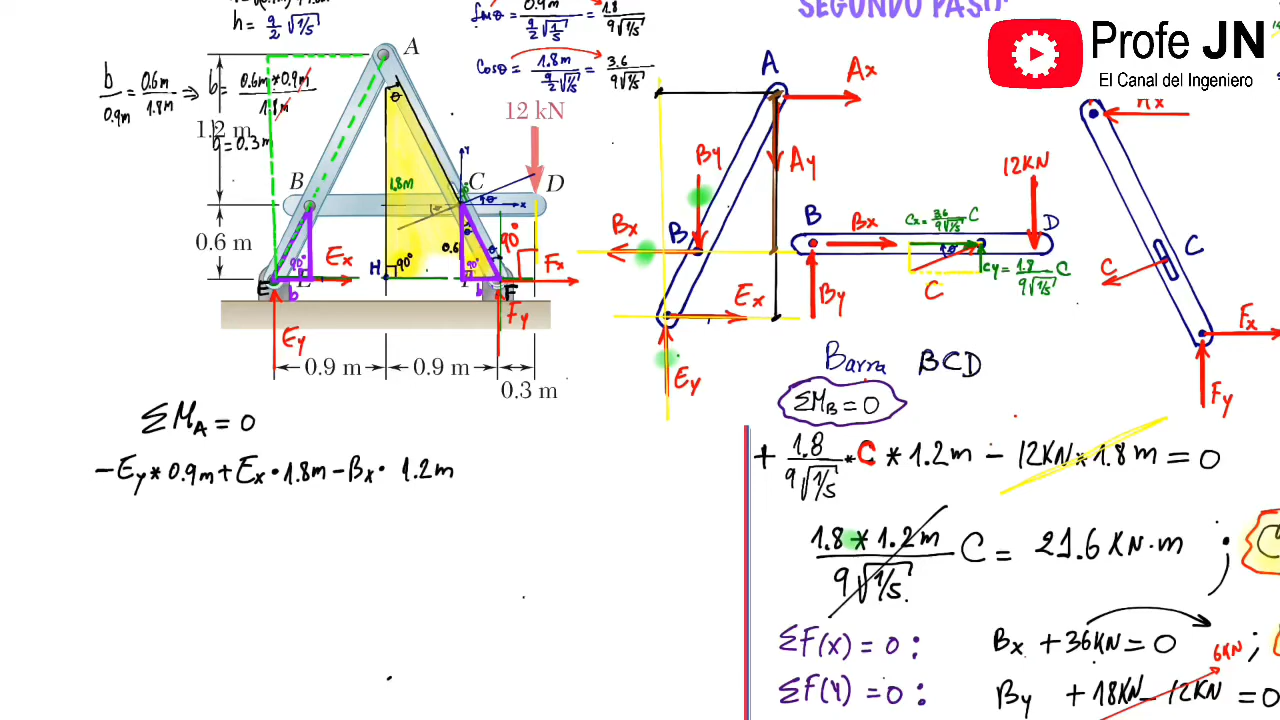 SEGUNDO PASO
Profe JN
El Canal del Ingeniero
h = 9/2 √1/5
Senθ = 0.9m / (9/2 √1/5) = 1.8 / 9√1/5
Cosθ = 1.8m / (9/2 √1/5) = 3.6 / 9√1/5
b/0.9m = 0.6m/1.8m ⇒ b = 0.6m*0.9m / 1.8m
b = 0.3m
1.2 m
0.6 m
A
θ
12 kN
B
C
D
1.8m
y
x
θ
0.6
90°
90°
90°
Ex
Fx
H
90°
E
b
F
Ey
Fy
0.9 m
0.9 m
0.3 m
A
Ax
By
Ay
Bx
B
Ex
Ey
12KN
B
Bx
Cx = 3.6/9√1/5 C
D
θ
Cy = 1.8/9√1/5 C
C
By
C
C
Fx
Fy
Barra BCD
ΣMB = 0
+ 1.8/9√1/5 * C * 1.2m − 12KN * 1.8m = 0
1.8 * 1.2m / 9√1/5 C = 21.6 KN·m ;
ΣF(x) = 0 : Bx + 36KN = 0 ;
6KN
ΣF(y) = 0 : By + 18KN − 12KN = 0
ΣMA = 0
−Ey * 0.9m + Ex · 1.8m − Bx · 1.2m